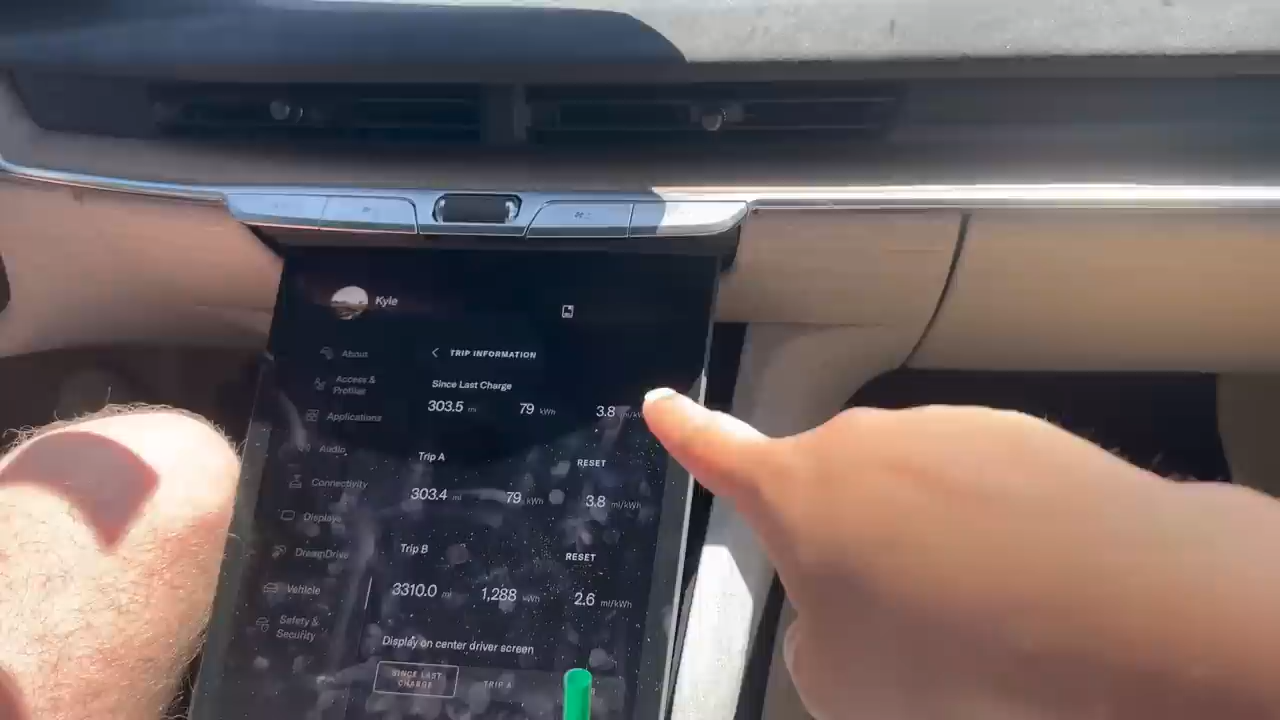 Kyle
About
TRIP INFORMATION
Since Last Charge
Access &
Profiles
303.5 mi 79 kWh 3.8
Applications
Audio
Trip A RESET
Connectivity
303.4 mi 79 kWh 3.8 mi/kWh
Displays
DreamDrive
Trip B RESET
Vehicle
3310.0 mi 1,288 kWh 2.6 mi/kWh
Safety &
Security
Display on center driver screen
SINCE LAST
CHARGE
TRIP A